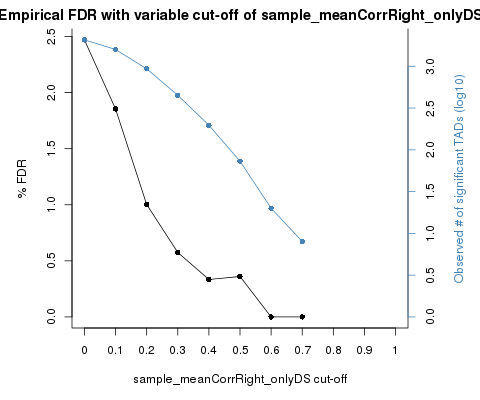 Empirical FDR with variable cut-off of sample_meanCorrRight_onlyDS
% FDR
2.5
2.0
1.5
1.0
0.5
0.0
3.0
2.5
2.0
1.5
1.0
0.5
0.0
Observed # of significant TADs (log10)
0 0.1 0.2 0.3 0.4 0.5 0.6 0.7 0.8 0.9 1
sample_meanCorrRight_onlyDS cut-off